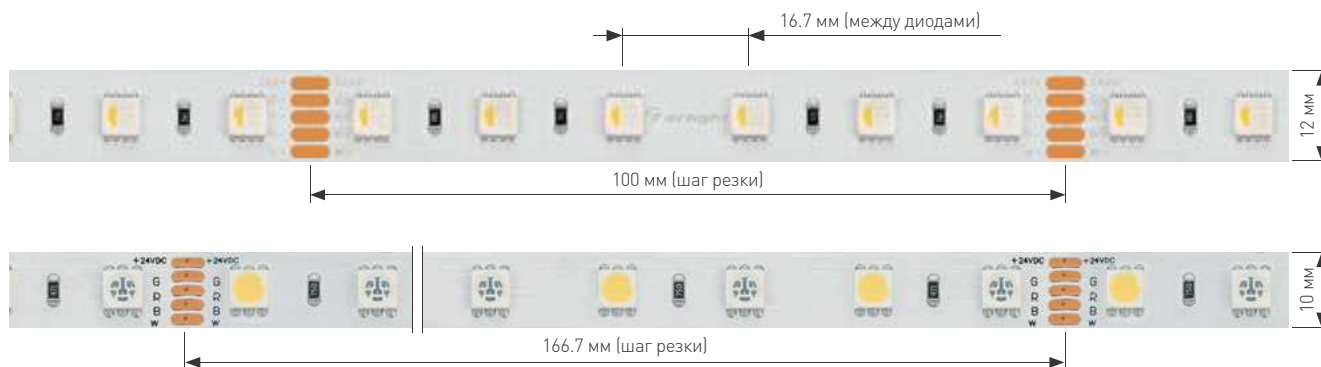 16.7 мм (между диодами)
arlight
12 мм
100 мм (шаг резки)
+24VDC +24VDC
+24VDC +24VDC
G G
R R
B B
W W
G G
R R
B B
W W
10 мм
166.7 мм (шаг резки)